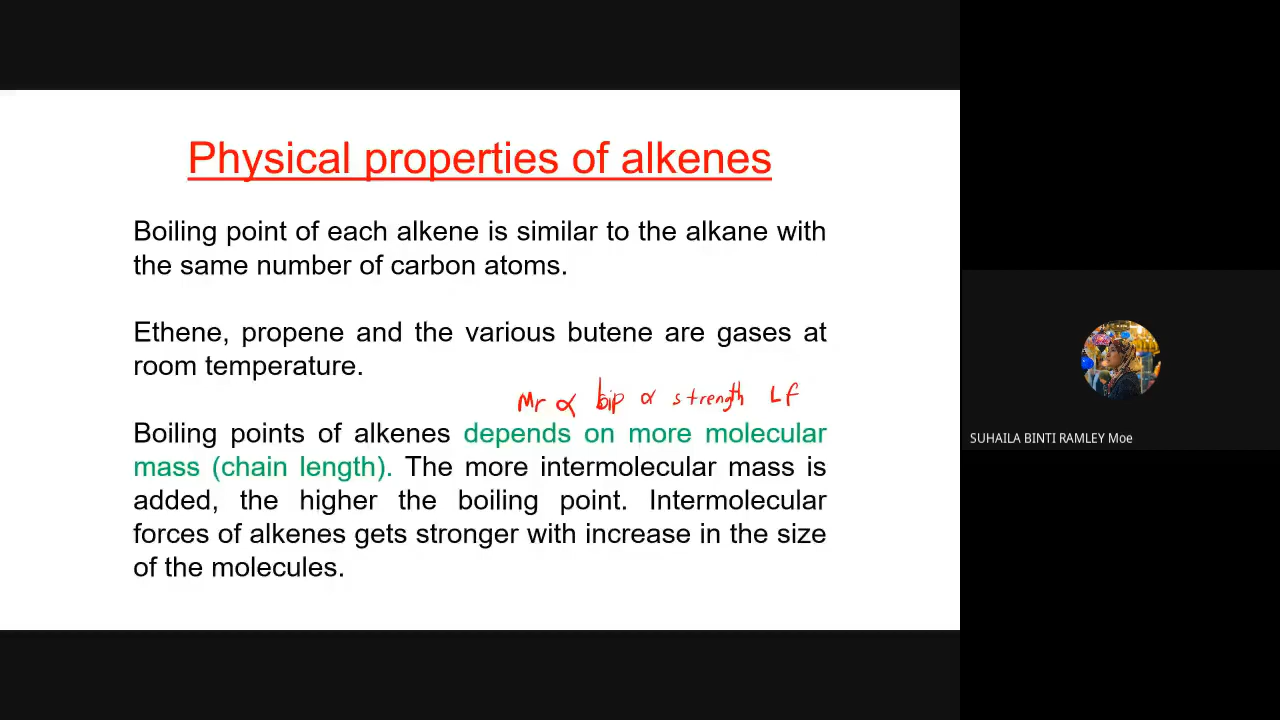 Physical properties of alkenes
Boiling point of each alkene is similar to the alkane with
the same number of carbon atoms.
Ethene, propene and the various butene are gases at
room temperature.
Mr ∝ bip ∝ strength LF
Boiling points of alkenes depends on more molecular
mass (chain length). The more intermolecular mass is
added, the higher the boiling point. Intermolecular
forces of alkenes gets stronger with increase in the size
of the molecules.
SUHAILA BINTI RAMLEY Moe